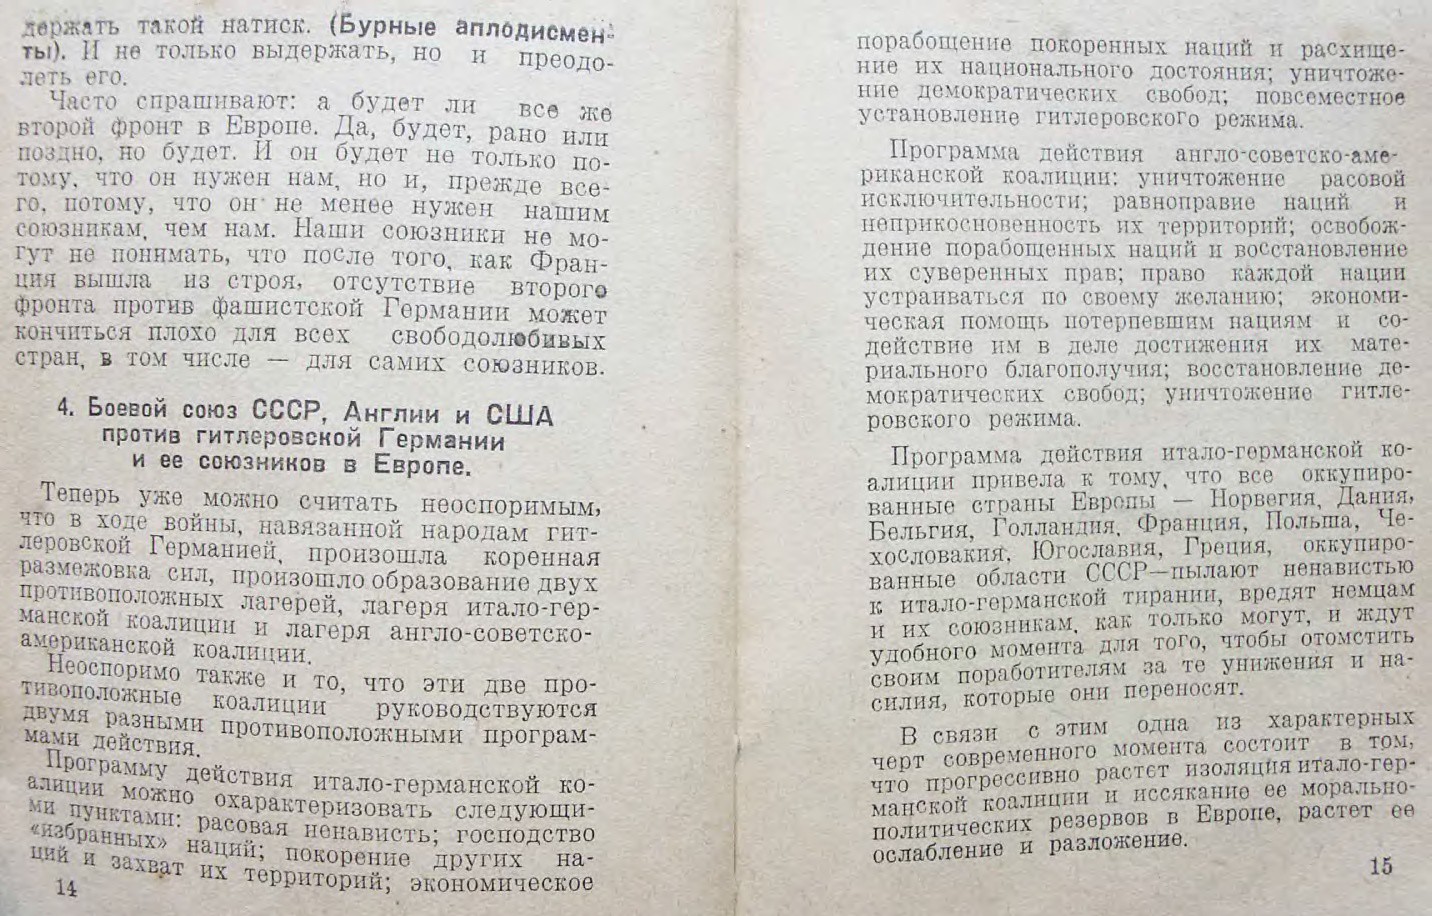 держать такой натиск. (Бурные аплодисмен-
ты). И не только выдержать, но и преодо-
леть его.
Часто спрашивают: а будет ли все же
второй фронт в Европе. Да, будет, рано или
поздно, но будет. И он будет не только по-
тому, что он нужен нам, но и, прежде все-
го, потому, что он не менее нужен нашим
союзникам, чем нам. Наши союзники не мо-
гут не понимать, что после того, как Фран-
ция вышла из строя, отсутствие второго
фронта против фашистской Германии может
кончиться плохо для всех свободолюбивых
стран, в том числе — для самих союзников.
4. Боевой союз СССР, Англии и США
против гитлеровской Германии
и ее союзников в Европе.
Теперь уже можно считать неоспоримым,
что в ходе войны, навязанной народам гит-
леровской Германией, произошла коренная
размежовка сил, произошло образование двух
противоположных лагерей, лагеря итало-гер-
манской коалиции и лагеря англо-советско-
американской коалиции.
Неоспоримо также и то, что эти две про-
тивоположные коалиции руководствуются
двумя разными противоположными програм-
мами действия.
Программу действия итало-германской ко-
алиции можно охарактеризовать следующи-
ми пунктами: расовая ненависть; господство
«избранных» наций; покорение других на-
ций и захват их территорий; экономическое
14
порабощение покоренных наций и расхище-
ние их национального достояния; уничтоже-
ние демократических свобод; повсеместное
установление гитлеровского режима.
Программа действия англо-советско-аме-
риканской коалиции: уничтожение расовой
исключительности; равноправие наций и
неприкосновенность их территорий; освобож-
дение порабощенных наций и восстановление
их суверенных прав; право каждой нации
устраиваться по своему желанию; экономи-
ческая помощь потерпевшим нациям и со-
действие им в деле достижения их мате-
риального благополучия; восстановление де-
мократических свобод; уничтожение гитле-
ровского режима.
Программа действия итало-германской ко-
алиции привела к тому, что все оккупиро-
ванные страны Европы — Норвегия, Дания,
Бельгия, Голландия, Франция, Польша, Че-
хословакия, Югославия, Греция, оккупиро-
ванные области СССР—пылают ненавистью
к итало-германской тирании, вредят немцам
и их союзникам, как только могут, и ждут
удобного момента для того, чтобы отомстить
своим поработителям за те унижения и на-
силия, которые они переносят.
В связи с этим одна из характерных
черт современного момента состоит в том,
что прогрессивно растет изоляция итало-гер-
манской коалиции и иссякание ее морально-
политических резервов в Европе, растет ее
ослабление и разложение.
15